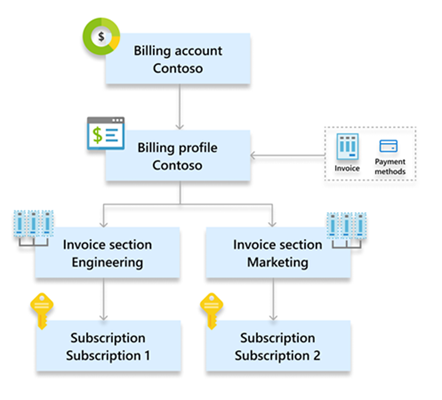 $
Billing account
Contoso
$
Billing profile
Contoso
Invoice
Payment
methods
Invoice section
Engineering
Invoice section
Marketing
Subscription
Subscription 1
Subscription
Subscription 2